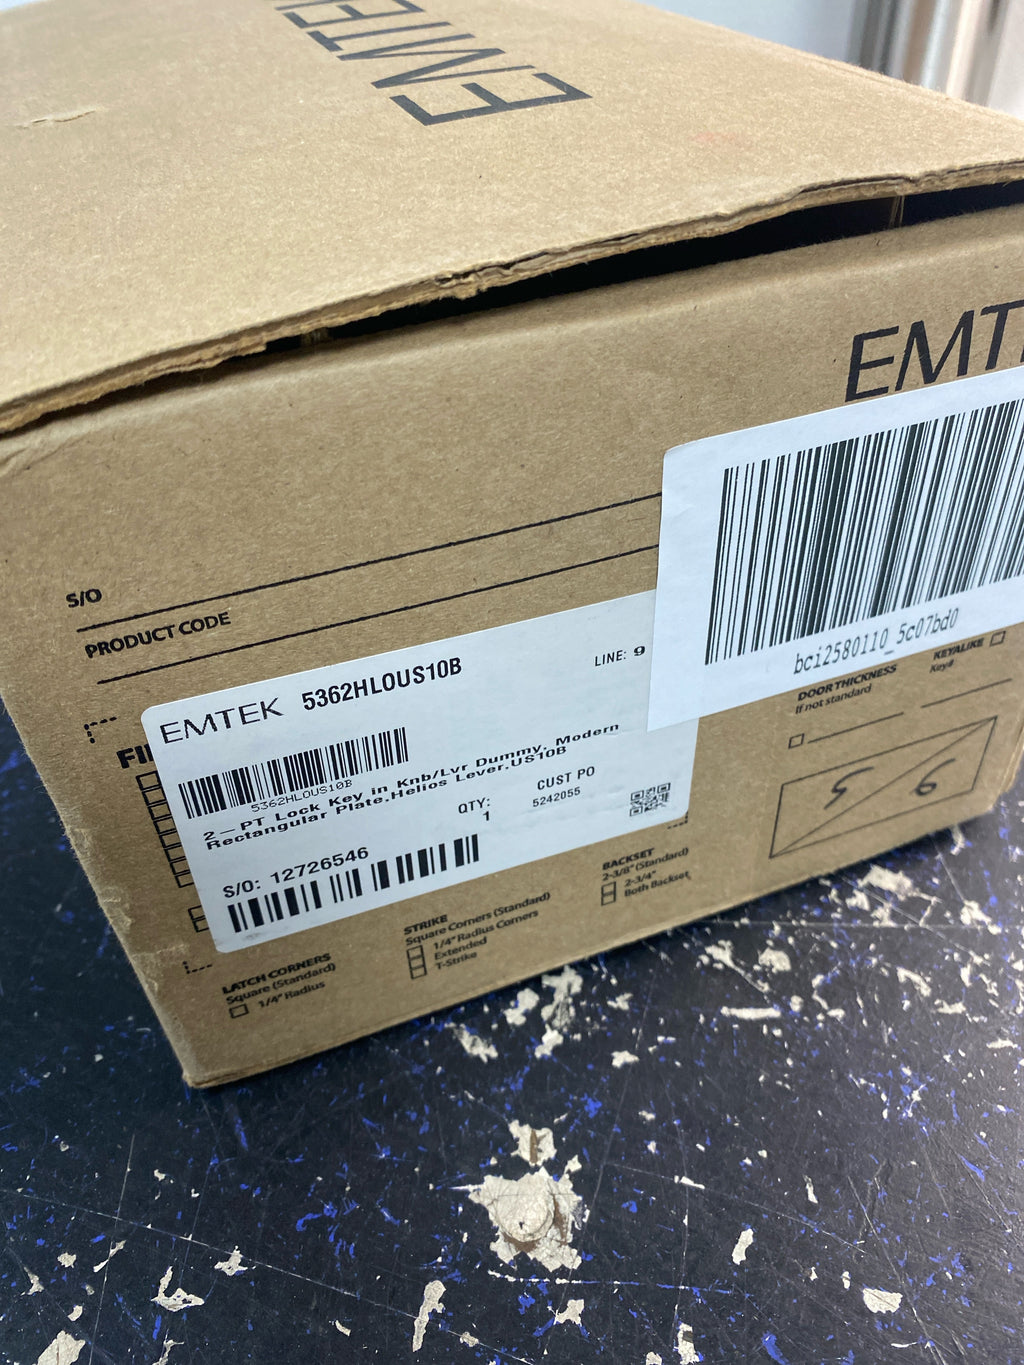 EMTEK
EMT
S/O
PRODUCT CODE
EMTEK 5362HLOUS10B
LINE: 9
5362HLOUS10B
2-PT Lock Key in Knb/Lvr Dummy, Modern
Rectangular Plate,Helios Lever,US10B
QTY:
1
CUST PO
5242055
S/O: 12726546
bci2580110_5c07bd0
DOOR THICKNESS
If not standard
KEYALIKE
Key#
5/6
LATCH CORNERS
Square (Standard)
1/4" Radius
STRIKE
Square Corners (Standard)
1/4" Radius Corners
Extended
T-Strike
BACKSET
2-3/8" (Standard)
2-3/4"
Both Backset